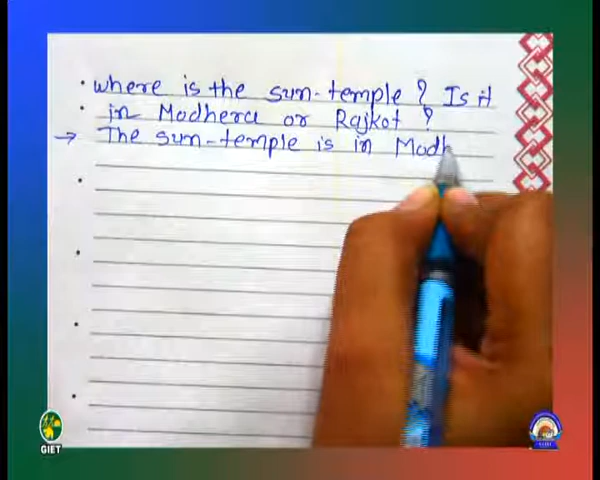 where is the sun-temple? Is it
in Modhera or Rajkot?
→ The sun-temple is in Modh
GIET